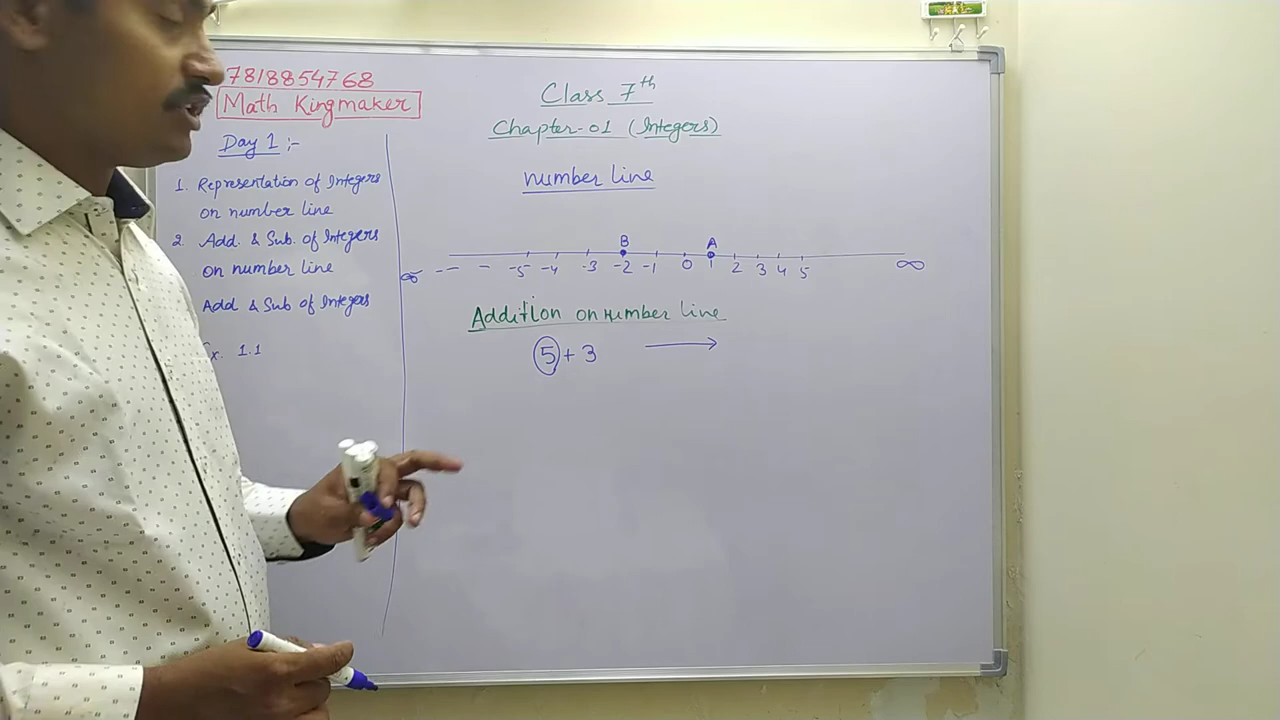 7818854768
Math Kingmaker
Day 1 :-
1. Representation of Integers
on number line
2. Add. & Sub. of Integers
on number line
Add & Sub of Integers
x. 1.1
Class 7th
Chapter-01 (Integers)
number line
B A
∞ -- - -5 -4 -3 -2 -1 0 1 2 3 4 5 ∞
Addition on number line
5 + 3 →